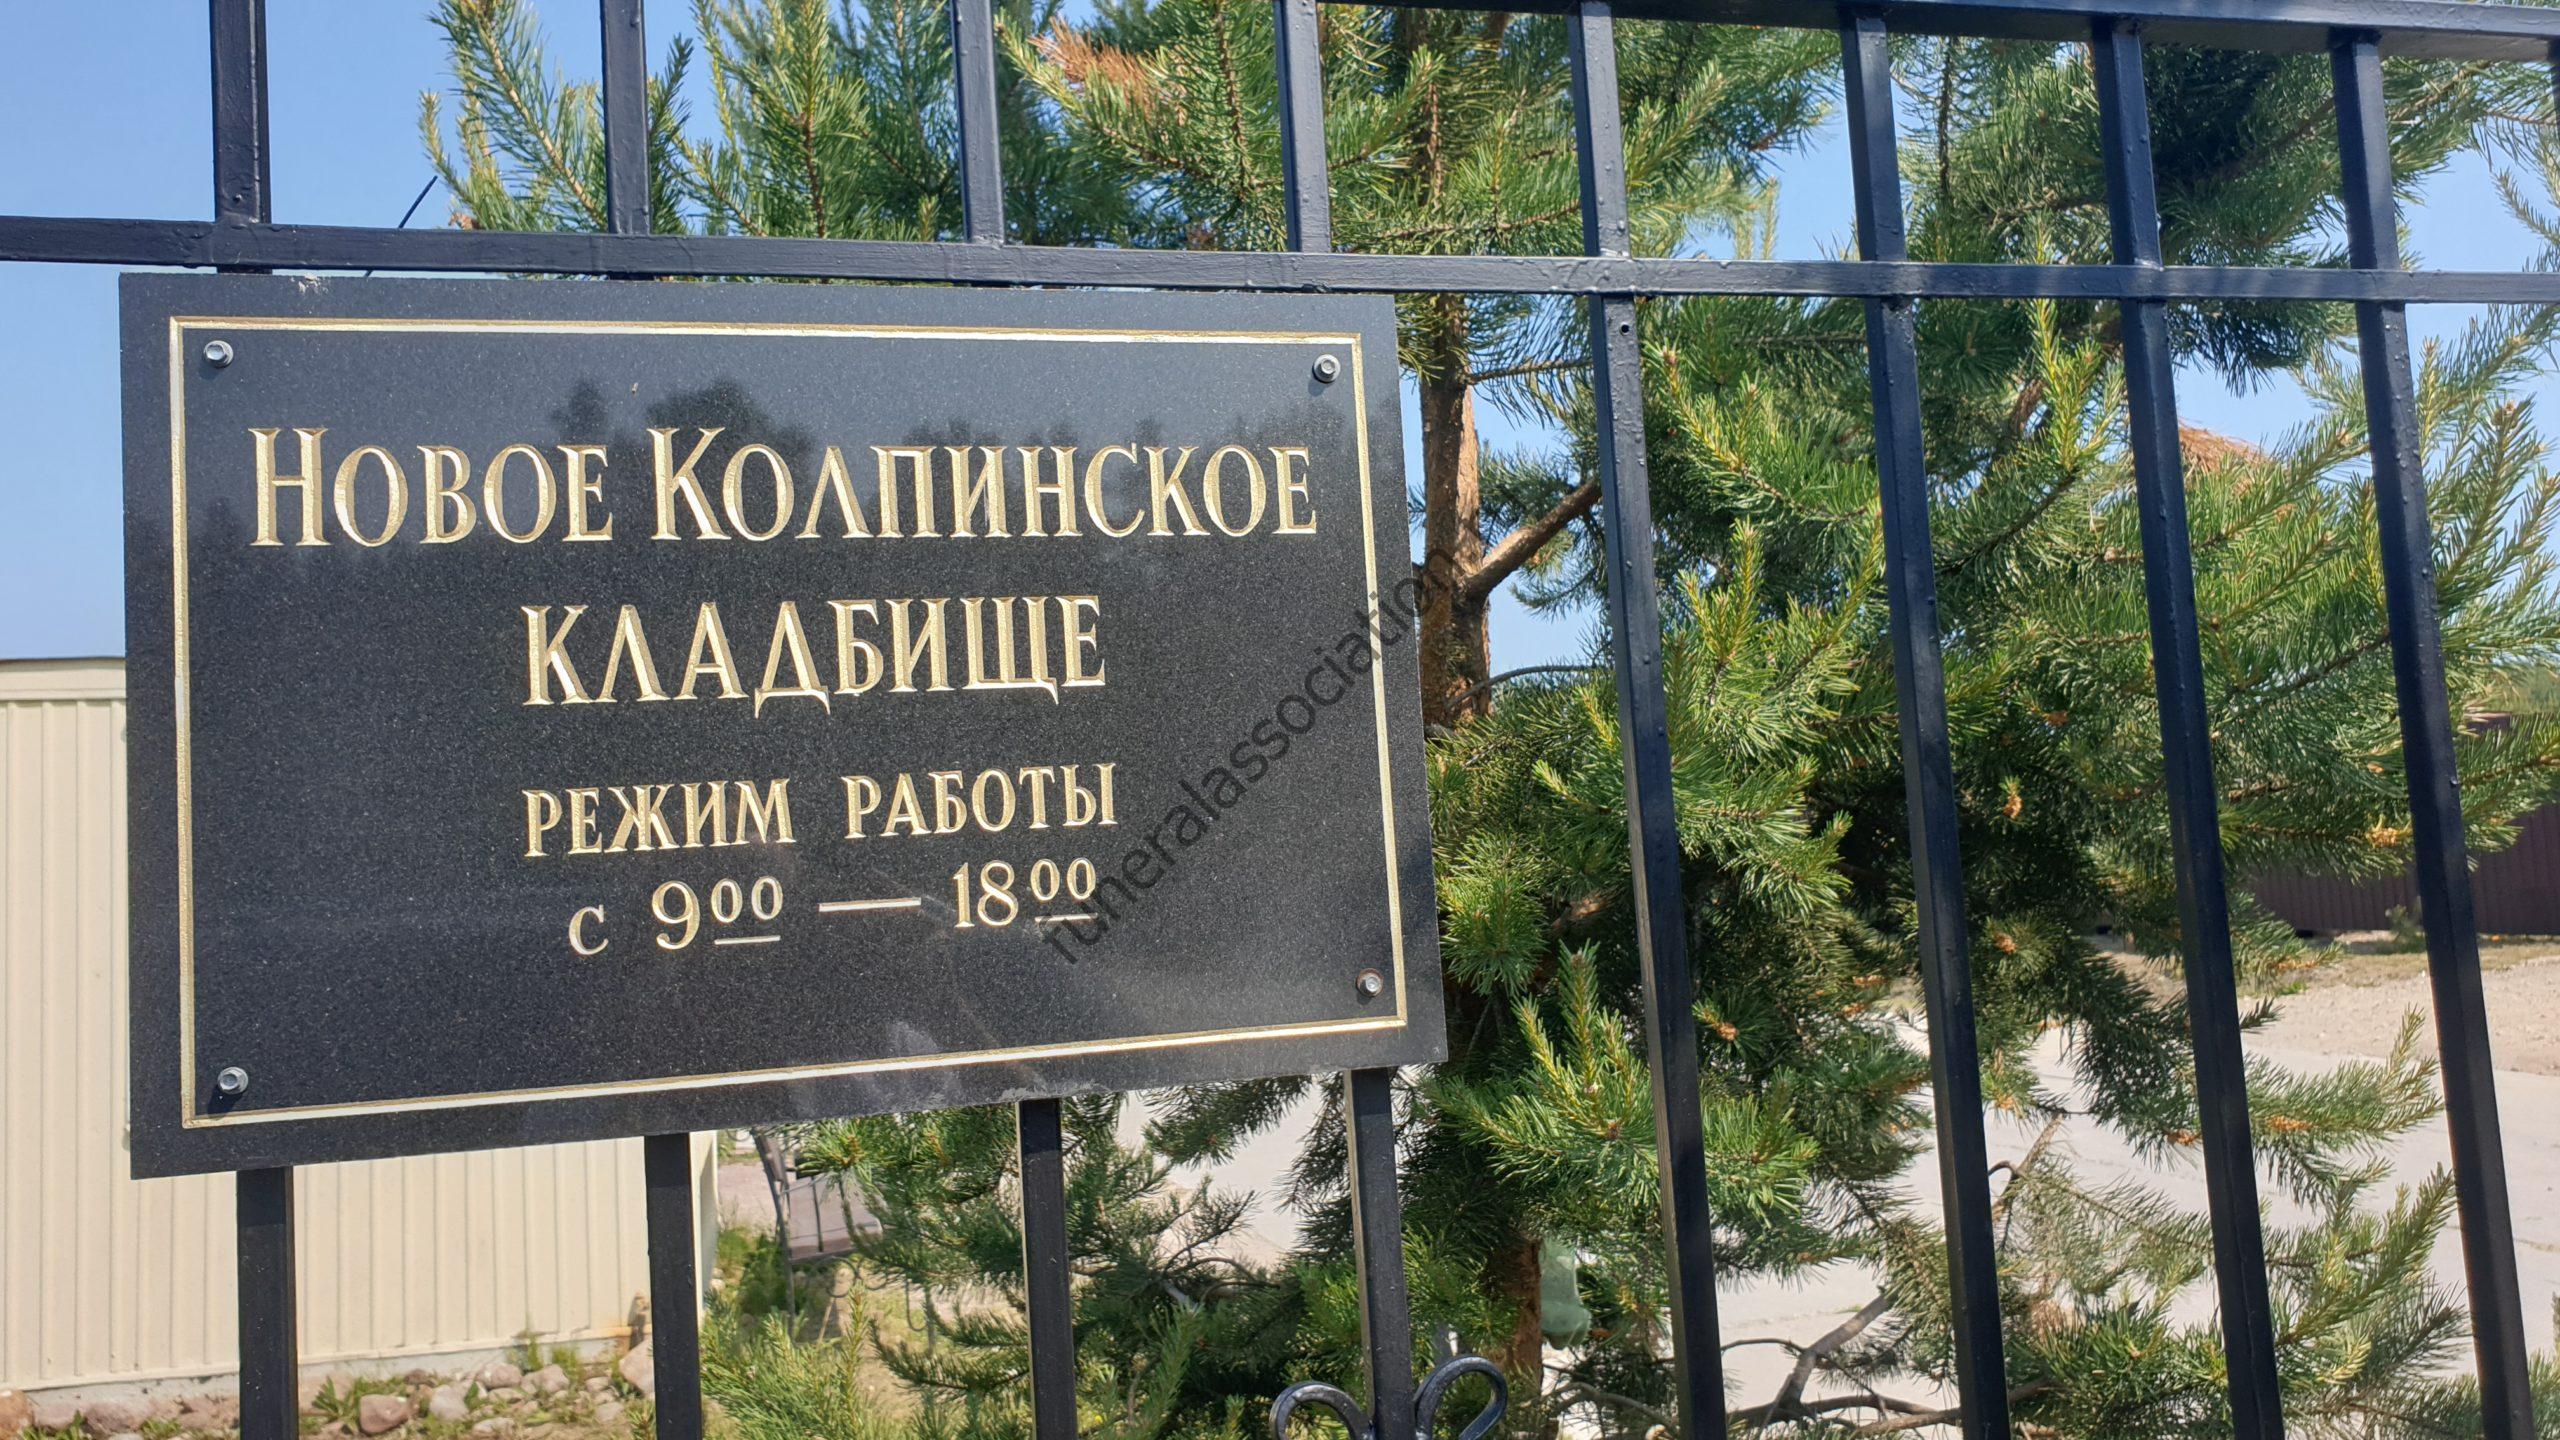 Новое Колпинское
кладбище
режим работы
с 9⁰⁰ — 18⁰⁰
funeralassociation